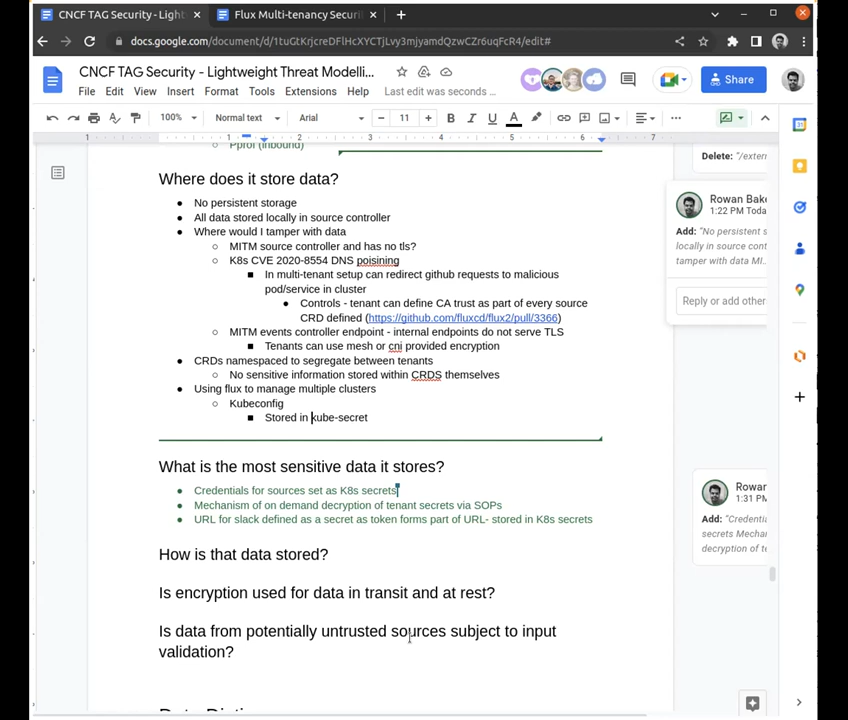 CNCF TAG Security - Light
Flux Multi-tenancy Securi
docs.google.com/document/d/1tuGtKrjcreDFlHcXYCTjLvy3mjyamdQzwCZr6uqFcR4/edit#
CNCF TAG Security - Lightweight Threat Modelli...
Share
File Edit View Insert Format Tools Extensions Help Last edit was seconds ...
100% Normal text Arial 11
1 1 2 3 4 5 6 7
Pprof (inbound)
Where does it store data?
No persistent storage
All data stored locally in source controller
Where would I tamper with data
MITM source controller and has no tls?
K8s CVE 2020-8554 DNS poisining
In multi-tenant setup can redirect github requests to malicious
pod/service in cluster
Controls - tenant can define CA trust as part of every source
CRD defined (https://github.com/fluxcd/flux2/pull/3366)
MITM events controller endpoint - internal endpoints do not serve TLS
Tenants can use mesh or cni provided encryption
CRDs namespaced to segregate between tenants
No sensitive information stored within CRDS themselves
Using flux to manage multiple clusters
Kubeconfig
Stored in kube-secret
What is the most sensitive data it stores?
Credentials for sources set as K8s secrets
Mechanism of on demand decryption of tenant secrets via SOPs
URL for slack defined as a secret as token forms part of URL- stored in K8s secrets
How is that data stored?
Is encryption used for data in transit and at rest?
Is data from potentially untrusted sources subject to input
validation?
Delete: "/extern
Rowan Bake
1:22 PM Today
Add: "No persistent s
locally in source cont
tamper with data MI...
Reply or add other
Rowar
1:31 PM
Add: "Credentia
secrets Mechan
decryption of te